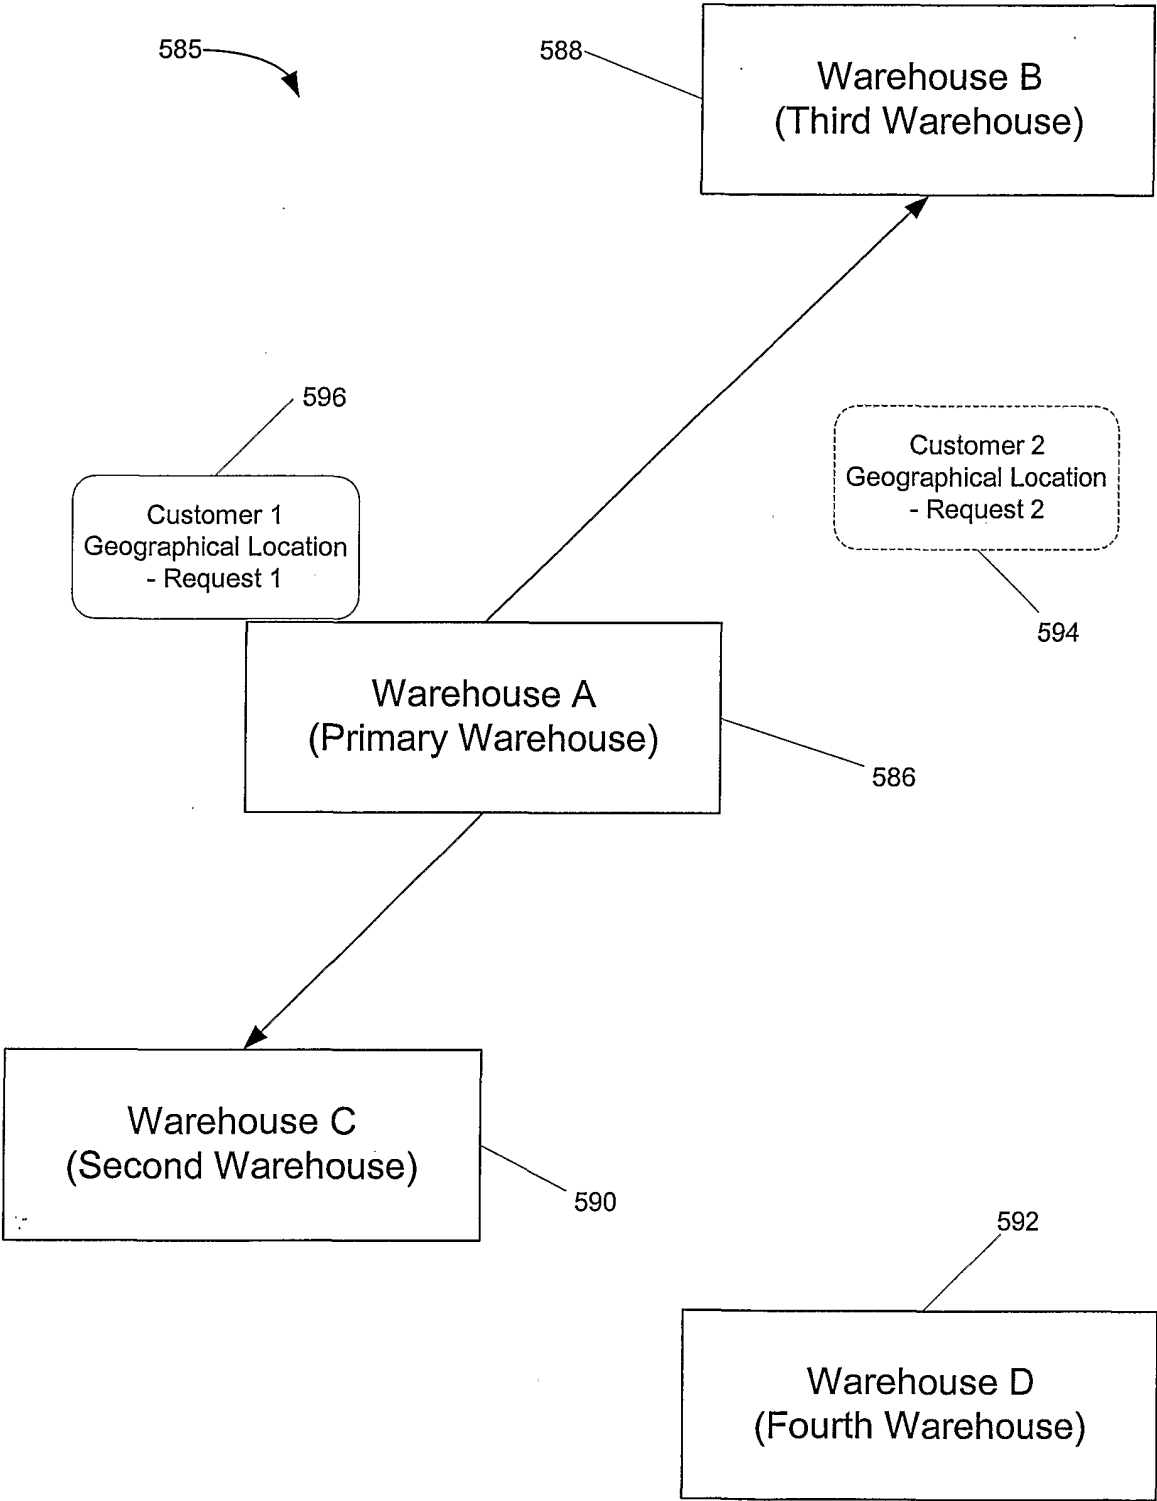 585
588
Warehouse B
(Third Warehouse)
596
Customer 1
Geographical Location
- Request 1
Customer 2
Geographical Location
- Request 2
594
Warehouse A
(Primary Warehouse)
586
Warehouse C
(Second Warehouse)
590
592
Warehouse D
(Fourth Warehouse)